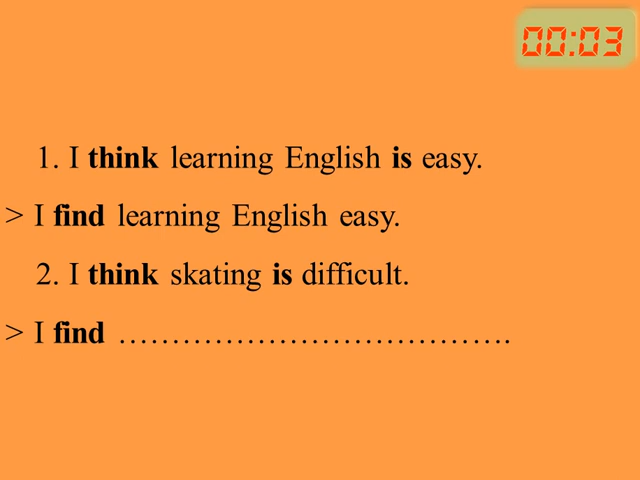 00:03
1. I think learning English is easy.
> I find learning English easy.
2. I think skating is difficult.
> I find ………………………………….